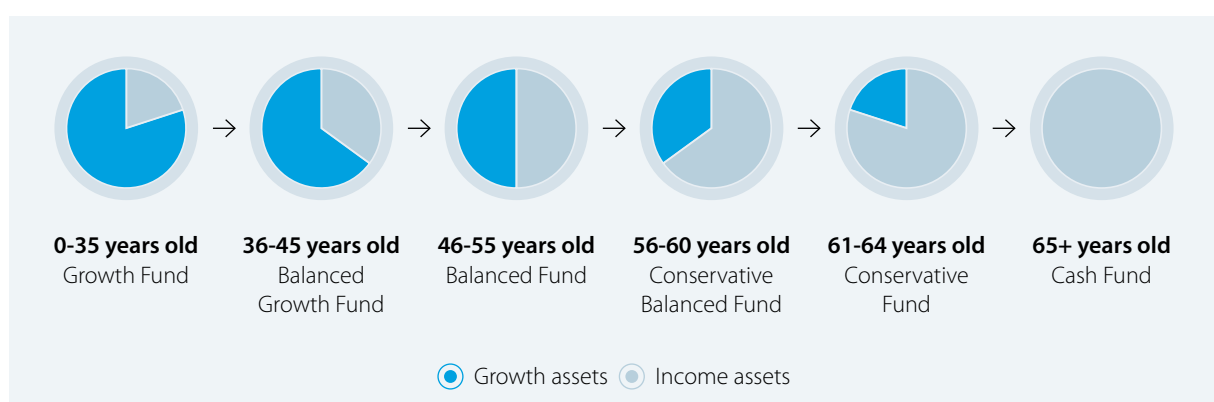 0-35 years old
Growth Fund
36-45 years old
Balanced
Growth Fund
46-55 years old
Balanced Fund
56-60 years old
Conservative
Balanced Fund
61-64 years old
Conservative
Fund
65+ years old
Cash Fund
Growth assets
Income assets